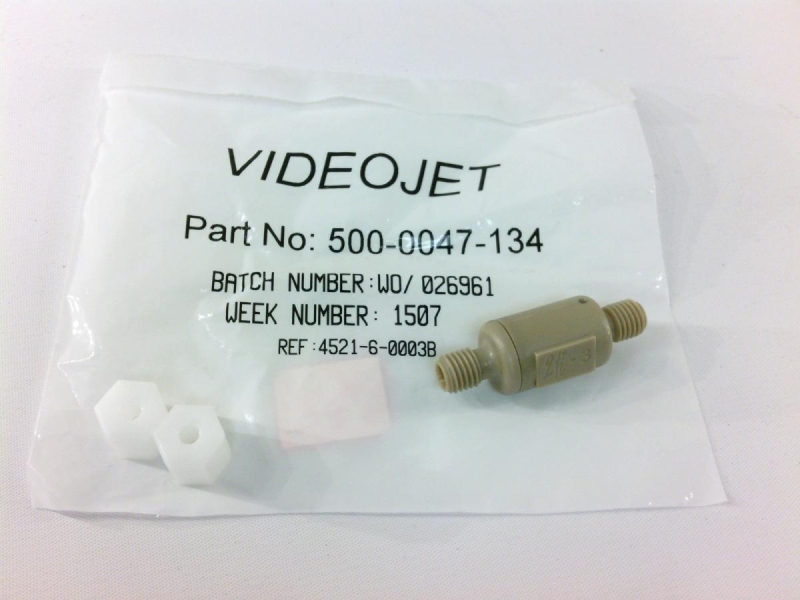 VIDEOJET
Part No: 500-0047-134
BATCH NUMBER:WO/ 026961
WEEK NUMBER: 1507
REF:4521-6-0003B